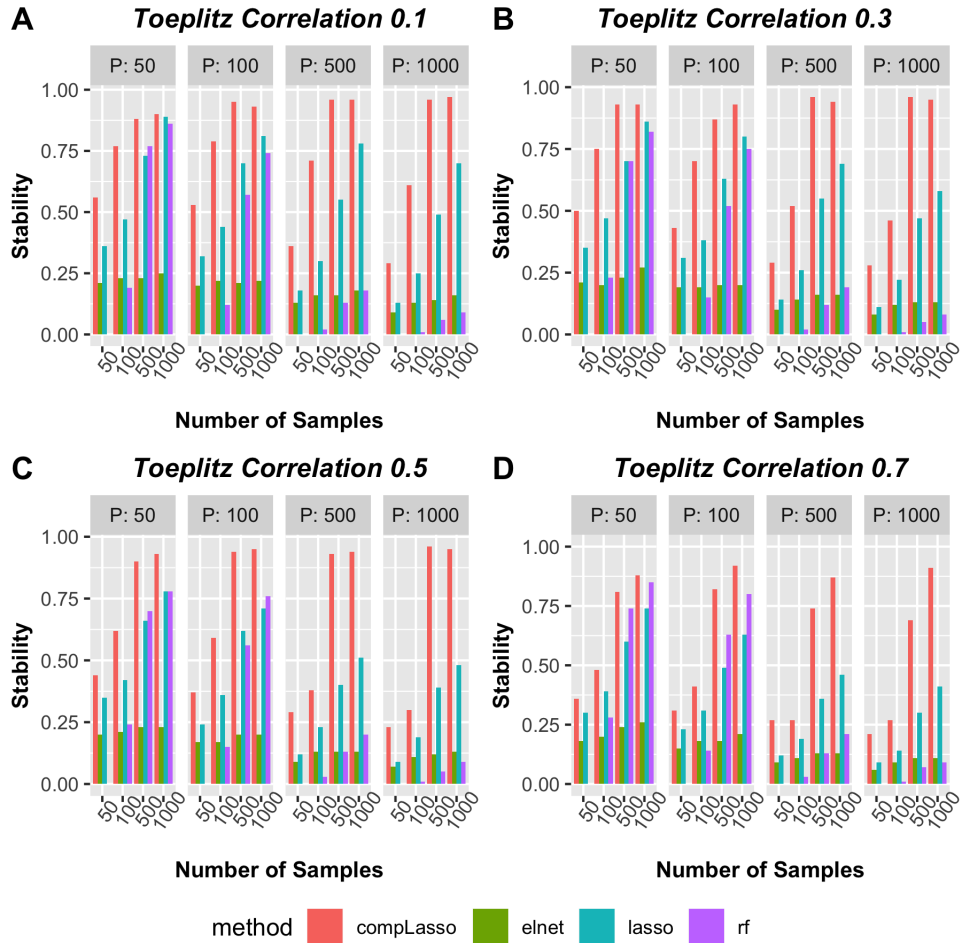 A Toeplitz Correlation 0.1
P: 50 P: 100 P: 500 P: 1000
1.00
0.75
0.50
0.25
0.00
Stability
50 100 500 1000 50 100 500 1000 50 100 500 1000 50 100 500 1000
Number of Samples
B Toeplitz Correlation 0.3
P: 50 P: 100 P: 500 P: 1000
1.00
0.75
0.50
0.25
0.00
Stability
50 100 500 1000 50 100 500 1000 50 100 500 1000 50 100 500 1000
Number of Samples
C Toeplitz Correlation 0.5
P: 50 P: 100 P: 500 P: 1000
1.00
0.75
0.50
0.25
0.00
Stability
50 100 500 1000 50 100 500 1000 50 100 500 1000 50 100 500 1000
Number of Samples
D Toeplitz Correlation 0.7
P: 50 P: 100 P: 500 P: 1000
1.00
0.75
0.50
0.25
0.00
Stability
50 100 500 1000 50 100 500 1000 50 100 500 1000 50 100 500 1000
Number of Samples
method compLasso elnet lasso rf